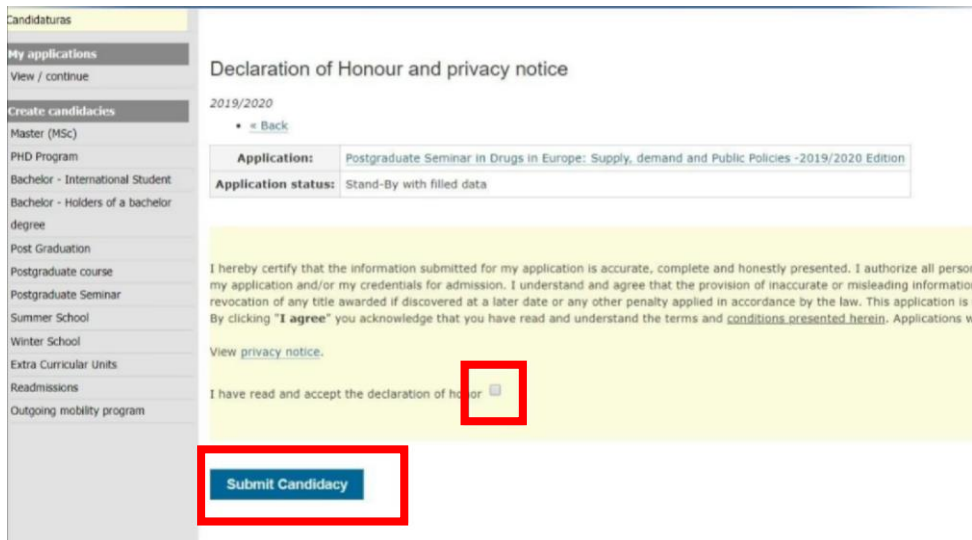 Candidaturas
My applications
View / continue
Create candidacies
Master (MSc)
PHD Program
Bachelor - International Student
Bachelor - Holders of a bachelor
degree
Post Graduation
Postgraduate course
Postgraduate Seminar
Summer School
Winter School
Extra Curricular Units
Readmissions
Outgoing mobility program
Declaration of Honour and privacy notice
2019/2020
• « Back
Application: Postgraduate Seminar in Drugs in Europe: Supply, demand and Public Policies -2019/2020 Edition
Application status: Stand-By with filled data
I hereby certify that the information submitted for my application is accurate, complete and honestly presented. I authorize all
my application and/or my credentials for admission. I understand and agree that the provision of inaccurate or misleading
revocation of any title awarded if discovered at a later date or any other penalty applied in accordance by the law. This application is
By clicking "I agree" you acknowledge that you have read and understand the terms and conditions presented herein. Applications
View privacy notice.
I have read and accept the declaration of honor
Submit Candidacy